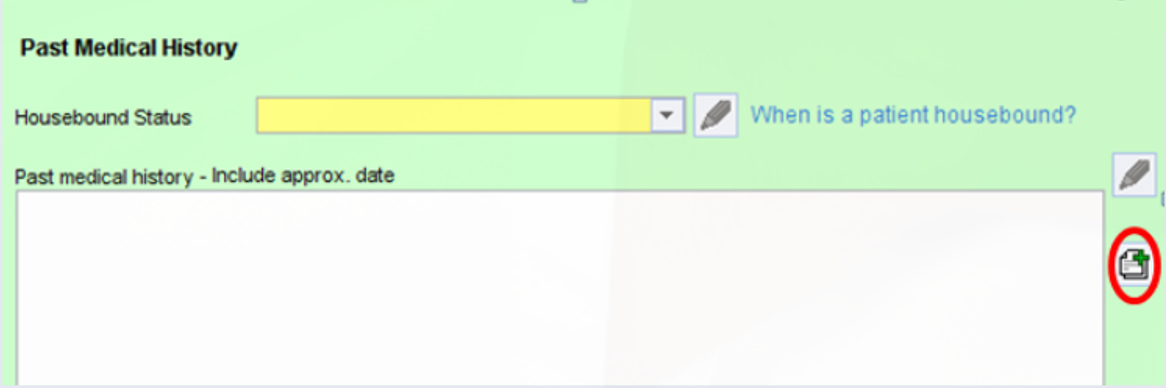 Past Medical History
Housebound Status When is a patient housebound?
Past medical history - Include approx. date